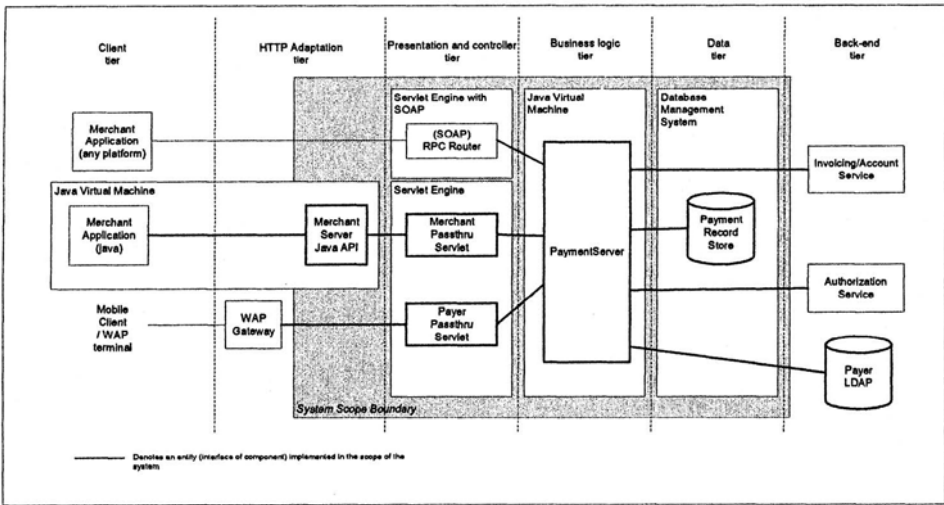 Client
tier
HTTP Adaptation
tier
Presentation and controller
tier
Business logic
tier
Data
tier
Back-end
tier
Servlet Engine with
SOAP
Java Virtual
Machine
Database
Management
System
Merchant
Application
(any platform)
(SOAP)
RPC Router
Invoicing/Account
Service
Java Virtual Machine
Servlet Engine
Merchant
Application
(java)
Merchant
Server
Java API
Merchant
Passthru
Servlet
PaymentServer
Payment
Record
Store
Mobile
Client
/ WAP
terminal
WAP
Gateway
Payer
Passthru
Servlet
Authorization
Service
Payer
LDAP
System Scope Boundary
Denotes an entity (interface of component) implemented in the scope of the
system